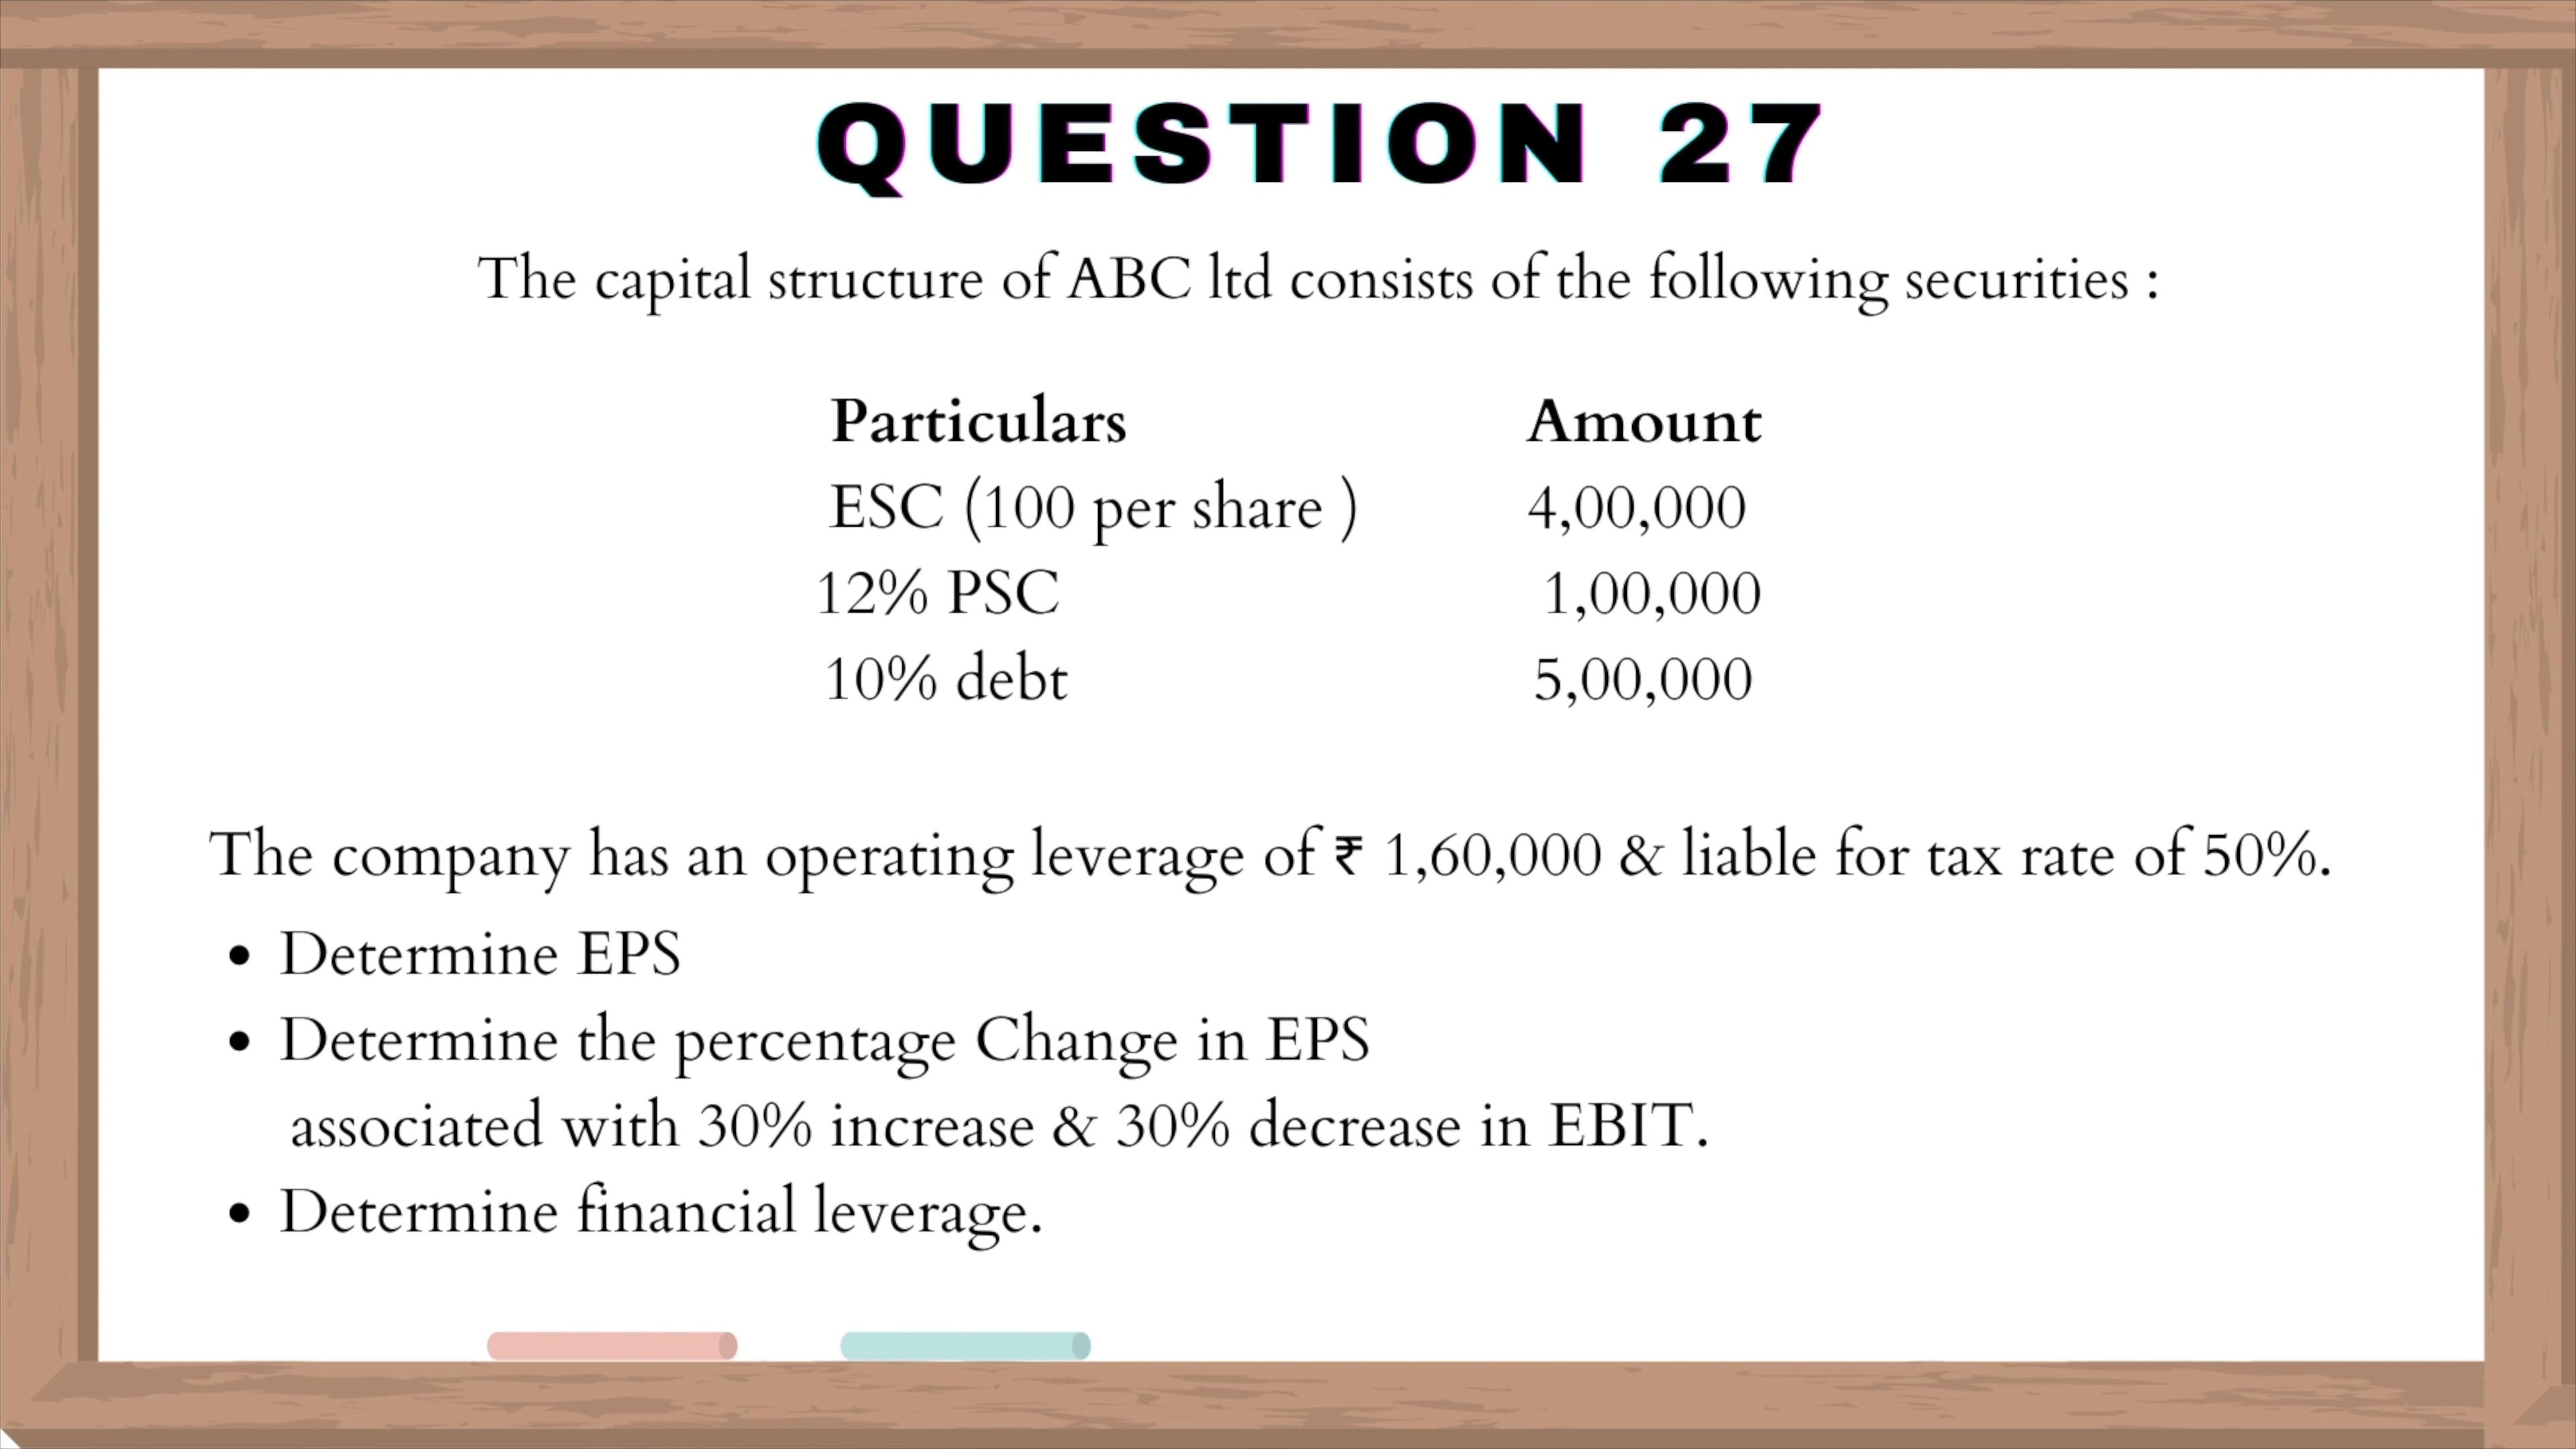 QUESTION 27
The capital structure of ABC ltd consists of the following securities :
Particulars Amount
ESC (100 per share ) 4,00,000
12% PSC 1,00,000
10% debt 5,00,000
The company has an operating leverage of ₹ 1,60,000 & liable for tax rate of 50%.
• Determine EPS
• Determine the percentage Change in EPS
associated with 30% increase & 30% decrease in EBIT.
• Determine financial leverage.